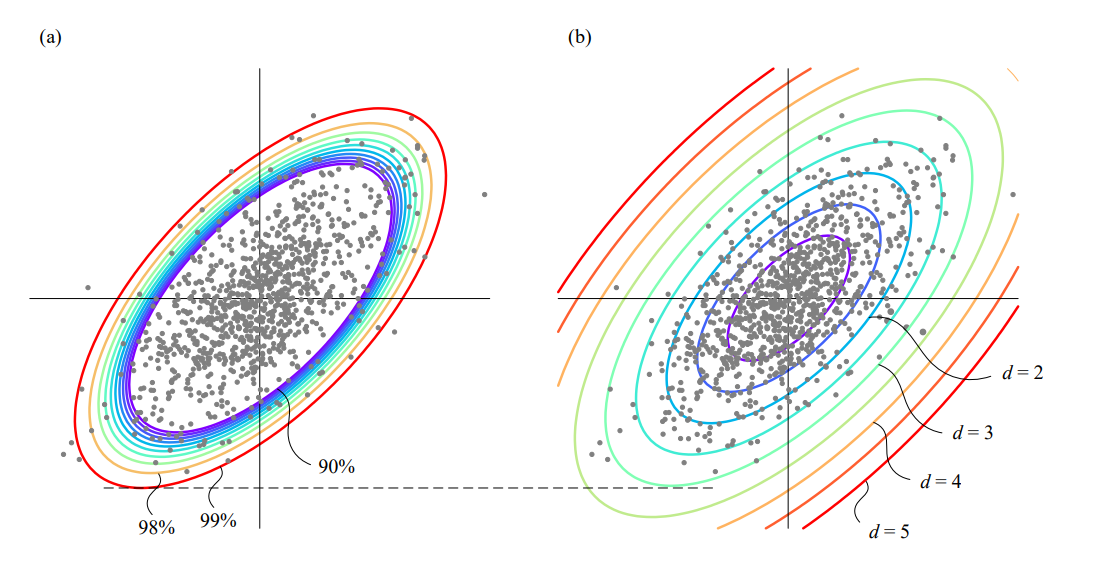 (a)
(b)
d = 2
d = 3
90%
d = 4
98%
99%
d = 5